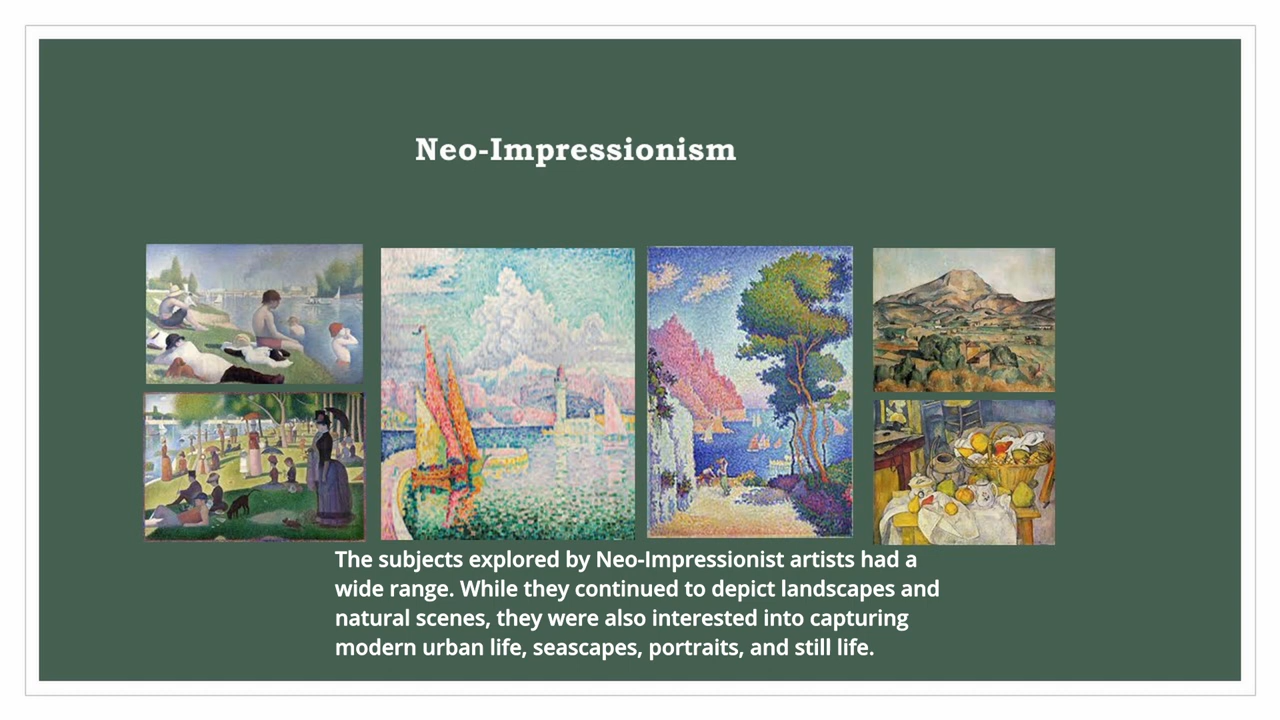 Neo-Impressionism
The subjects explored by Neo-Impressionist artists had a
wide range. While they continued to depict landscapes and
natural scenes, they were also interested into capturing
modern urban life, seascapes, portraits, and still life.